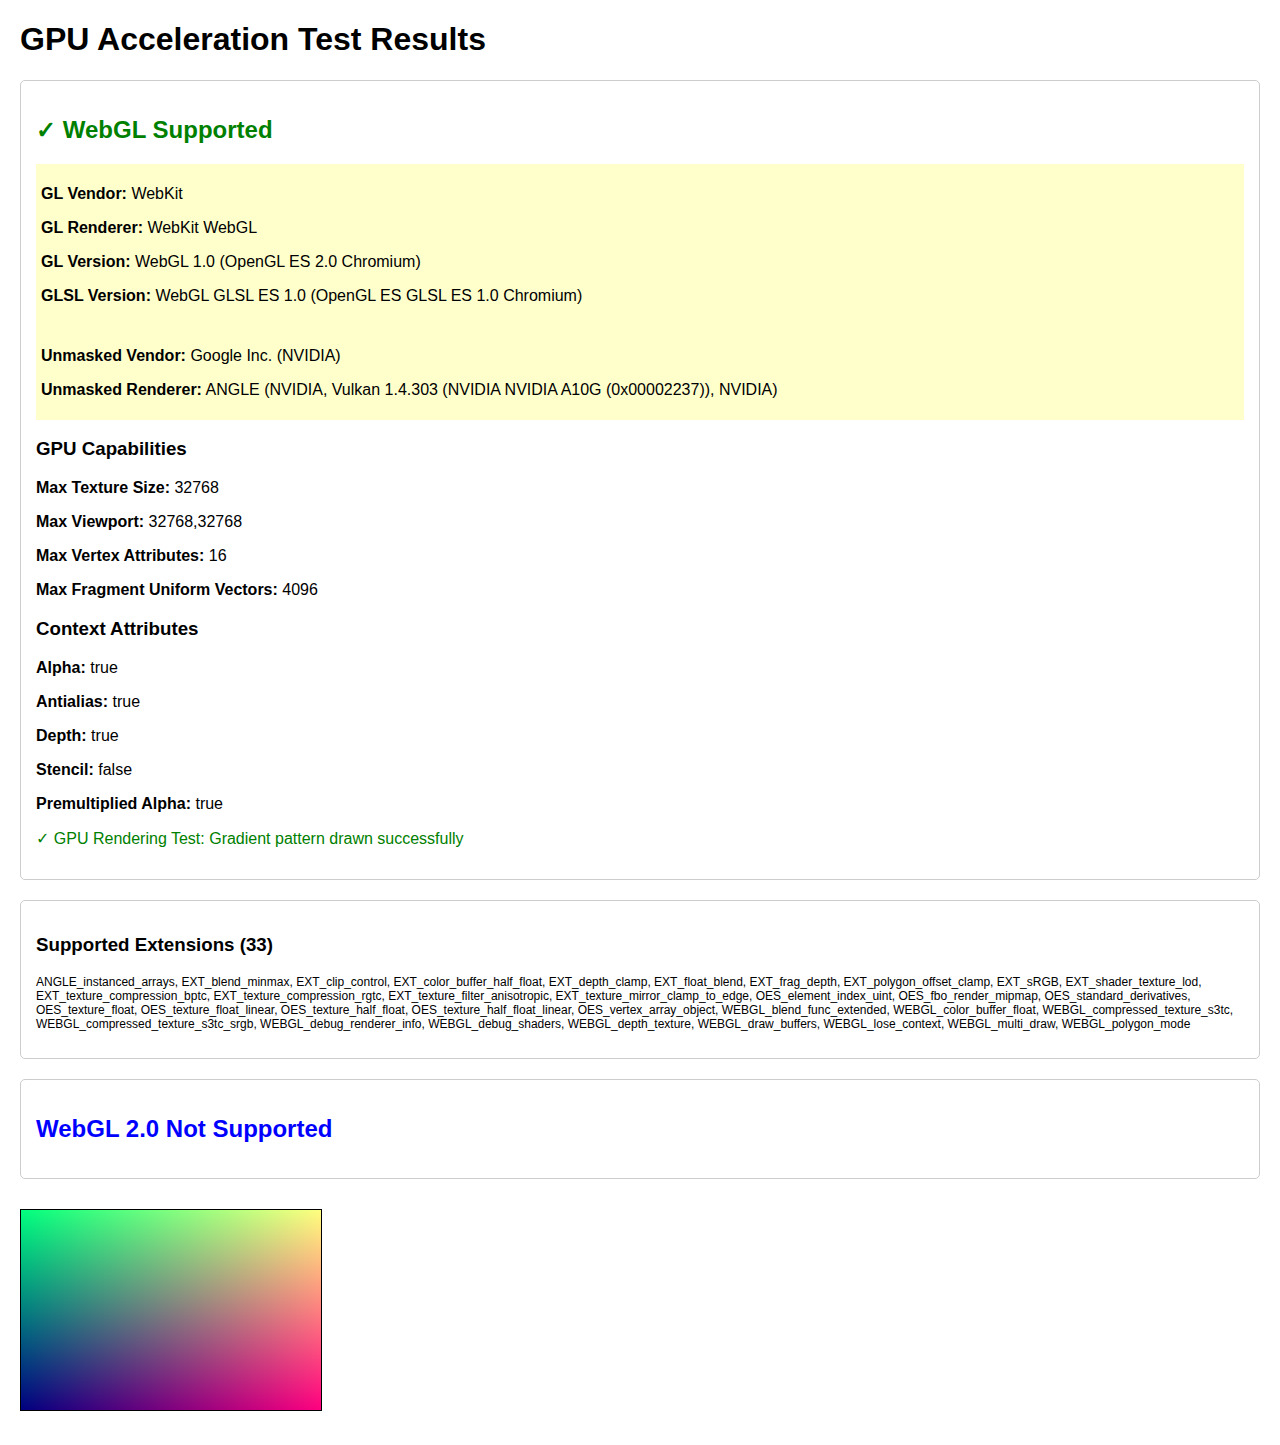 GPU Acceleration Test Results
✓ WebGL Supported
GL Vendor: WebKit
GL Renderer: WebKit WebGL
GL Version: WebGL 1.0 (OpenGL ES 2.0 Chromium)
GLSL Version: WebGL GLSL ES 1.0 (OpenGL ES GLSL ES 1.0 Chromium)
Unmasked Vendor: Google Inc. (NVIDIA)
Unmasked Renderer: ANGLE (NVIDIA, Vulkan 1.4.303 (NVIDIA NVIDIA A10G (0x00002237)), NVIDIA)
GPU Capabilities
Max Texture Size: 32768
Max Viewport: 32768,32768
Max Vertex Attributes: 16
Max Fragment Uniform Vectors: 4096
Context Attributes
Alpha: true
Antialias: true
Depth: true
Stencil: false
Premultiplied Alpha: true
✓ GPU Rendering Test: Gradient pattern drawn successfully
Supported Extensions (33)
ANGLE_instanced_arrays, EXT_blend_minmax, EXT_clip_control, EXT_color_buffer_half_float, EXT_depth_clamp, EXT_float_blend, EXT_frag_depth, EXT_polygon_offset_clamp, EXT_sRGB, EXT_shader_texture_lod,
EXT_texture_compression_bptc, EXT_texture_compression_rgtc, EXT_texture_filter_anisotropic, EXT_texture_mirror_clamp_to_edge, OES_element_index_uint, OES_fbo_render_mipmap, OES_standard_derivatives,
OES_texture_float, OES_texture_float_linear, OES_texture_half_float, OES_texture_half_float_linear, OES_vertex_array_object, WEBGL_blend_func_extended, WEBGL_color_buffer_float, WEBGL_compressed_texture_s3tc,
WEBGL_compressed_texture_s3tc_srgb, WEBGL_debug_renderer_info, WEBGL_debug_shaders, WEBGL_depth_texture, WEBGL_draw_buffers, WEBGL_lose_context, WEBGL_multi_draw, WEBGL_polygon_mode
WebGL 2.0 Not Supported